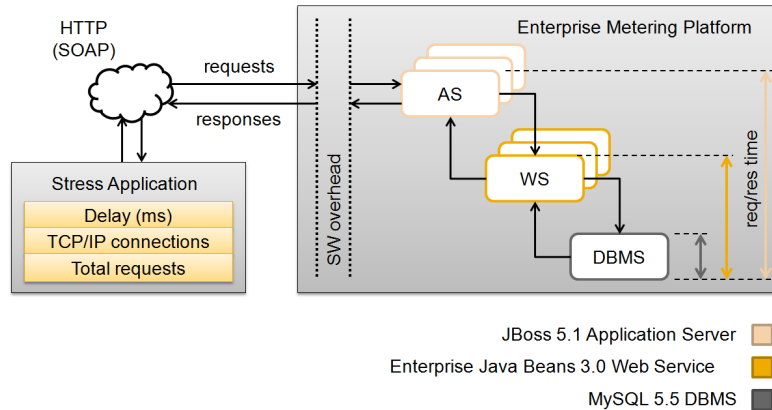 HTTP
(SOAP)
Enterprise Metering Platform
requests
responses
AS
WS
DBMS
SW overhead
req/res time
Stress Application
Delay (ms)
TCP/IP connections
Total requests
JBoss 5.1 Application Server
Enterprise Java Beans 3.0 Web Service
MySQL 5.5 DBMS